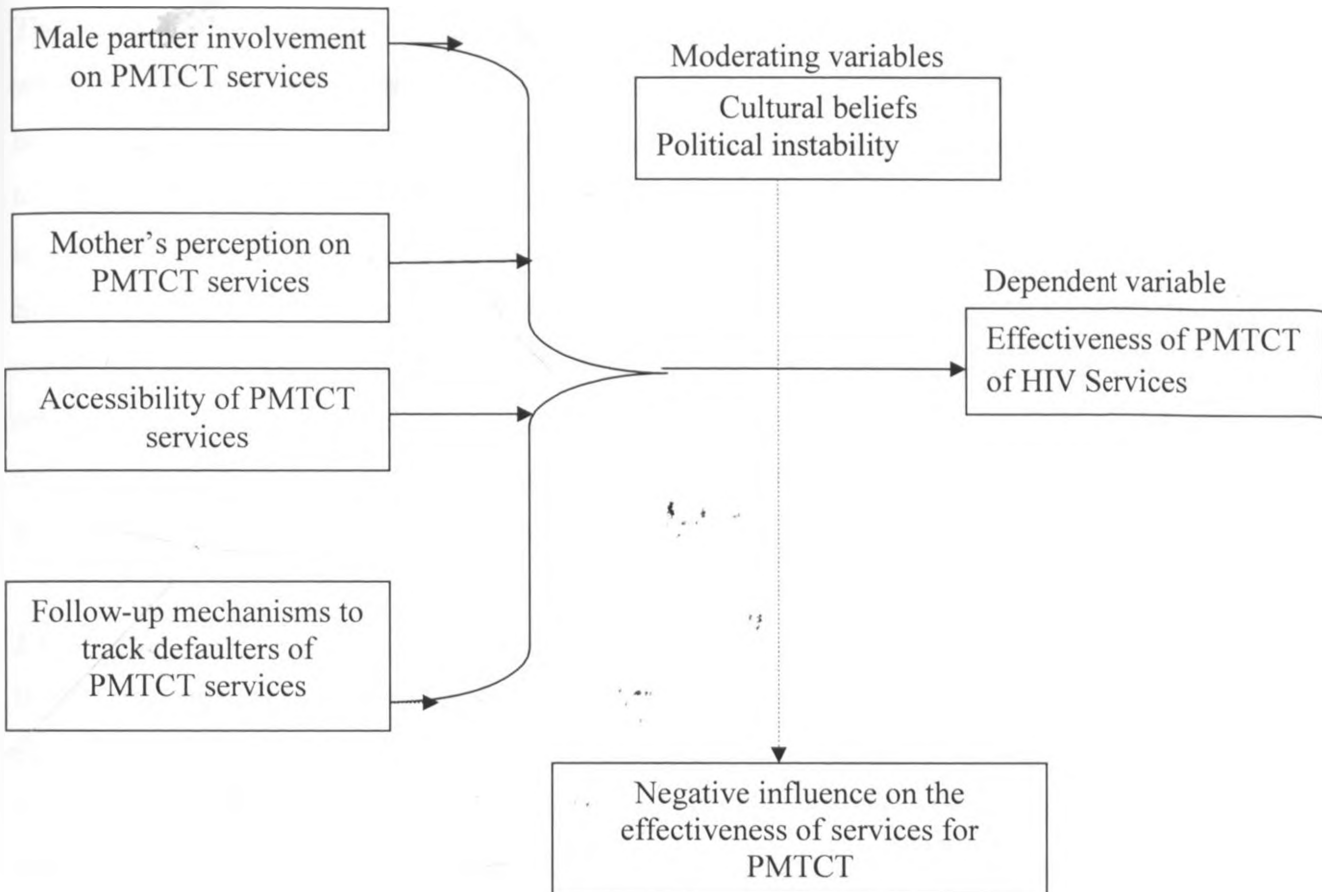 Male partner involvement
on PMTCT services
Mother's perception on
PMTCT services
Accessibility of PMTCT
services
Follow-up mechanisms to
track defaulters of
PMTCT services
Moderating variables
Cultural beliefs
Political instability
Dependent variable
Effectiveness of PMTCT
of HIV Services
Negative influence on the
effectiveness of services for
PMTCT